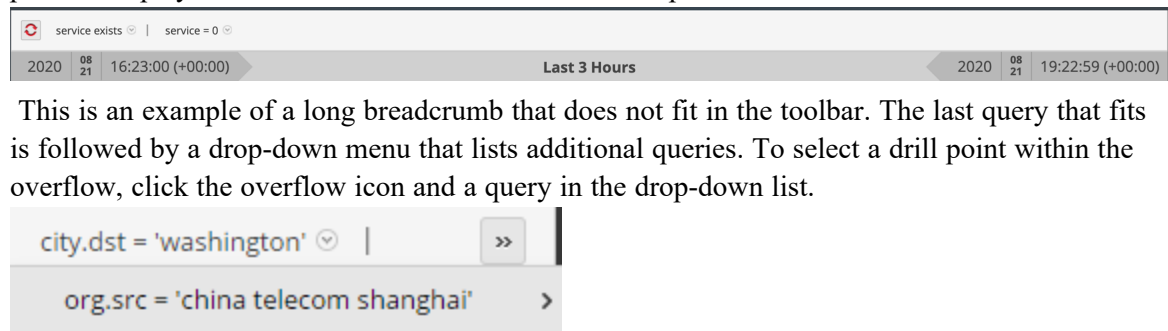 service exists | service = 0
2020 08 21 16:23:00 (+00:00) Last 3 Hours 2020 08 21 19:22:59 (+00:00)
This is an example of a long breadcrumb that does not fit in the toolbar. The last query that fits
is followed by a drop-down menu that lists additional queries. To select a drill point within the
overflow, click the overflow icon and a query in the drop-down list.
city.dst = 'washington' | »
org.src = 'china telecom shanghai' >